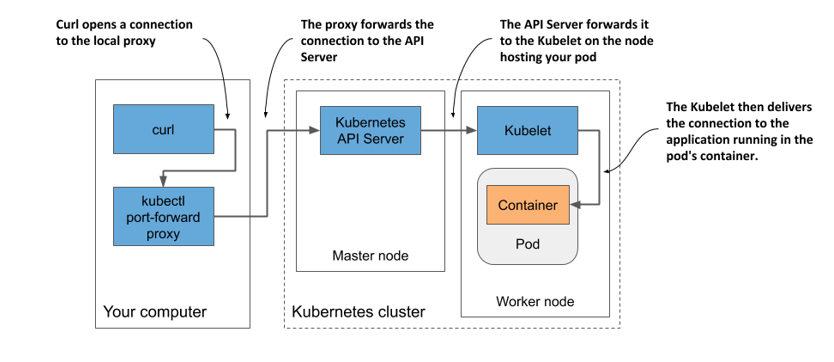 Curl opens a connection
to the local proxy
The proxy forwards the
connection to the API
Server
The API Server forwards it
to the Kubelet on the node
hosting your pod
The Kubelet then delivers
the connection to the
application running in the
pod's container.
curl
kubectl
port-forward
proxy
Your computer
Kubernetes
API Server
Master node
Kubelet
Container
Pod
Worker node
Kubernetes cluster